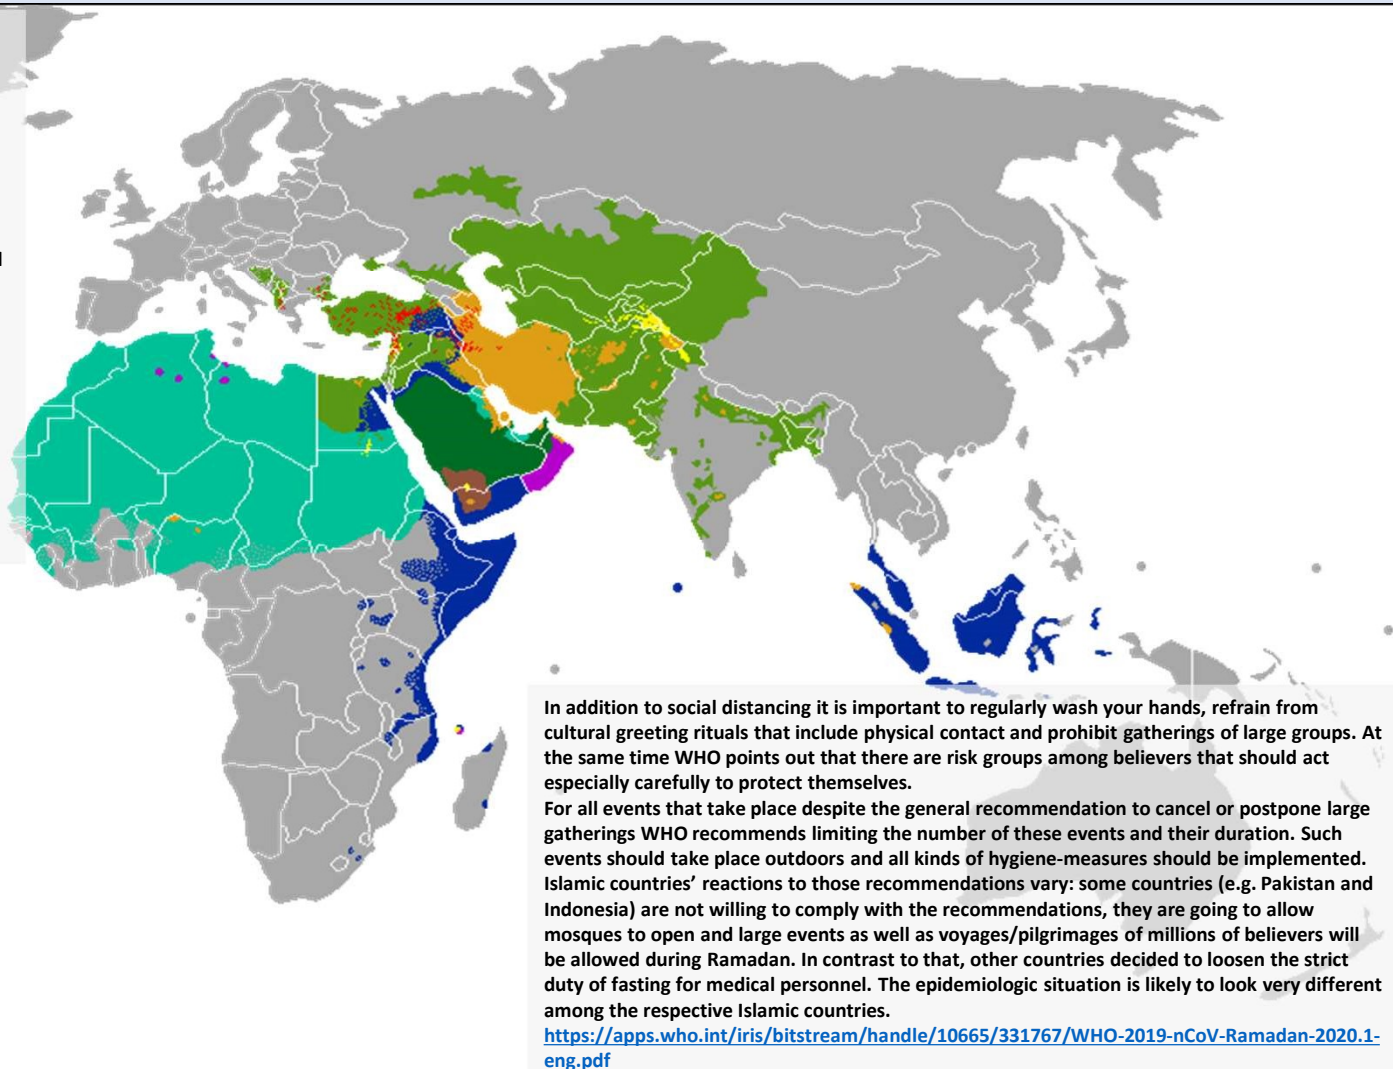 In addition to social distancing it is important to regularly wash your hands, refrain from
cultural greeting rituals that include physical contact and prohibit gatherings of large groups. At
the same time WHO points out that there are risk groups among believers that should act
especially carefully to protect themselves.
For all events that take place despite the general recommendation to cancel or postpone large
gatherings WHO recommends limiting the number of these events and their duration. Such
events should take place outdoors and all kinds of hygiene-measures should be implemented.
Islamic countries’ reactions to those recommendations vary: some countries (e.g. Pakistan and
Indonesia) are not willing to comply with the recommendations, they are going to allow
mosques to open and large events as well as voyages/pilgrimages of millions of believers will
be allowed during Ramadan. In contrast to that, other countries decided to loosen the strict
duty of fasting for medical personnel. The epidemiologic situation is likely to look very different
among the respective Islamic countries.
https://apps.who.int/iris/bitstream/handle/10665/331767/WHO-2019-nCoV-Ramadan-2020.1-
eng.pdf